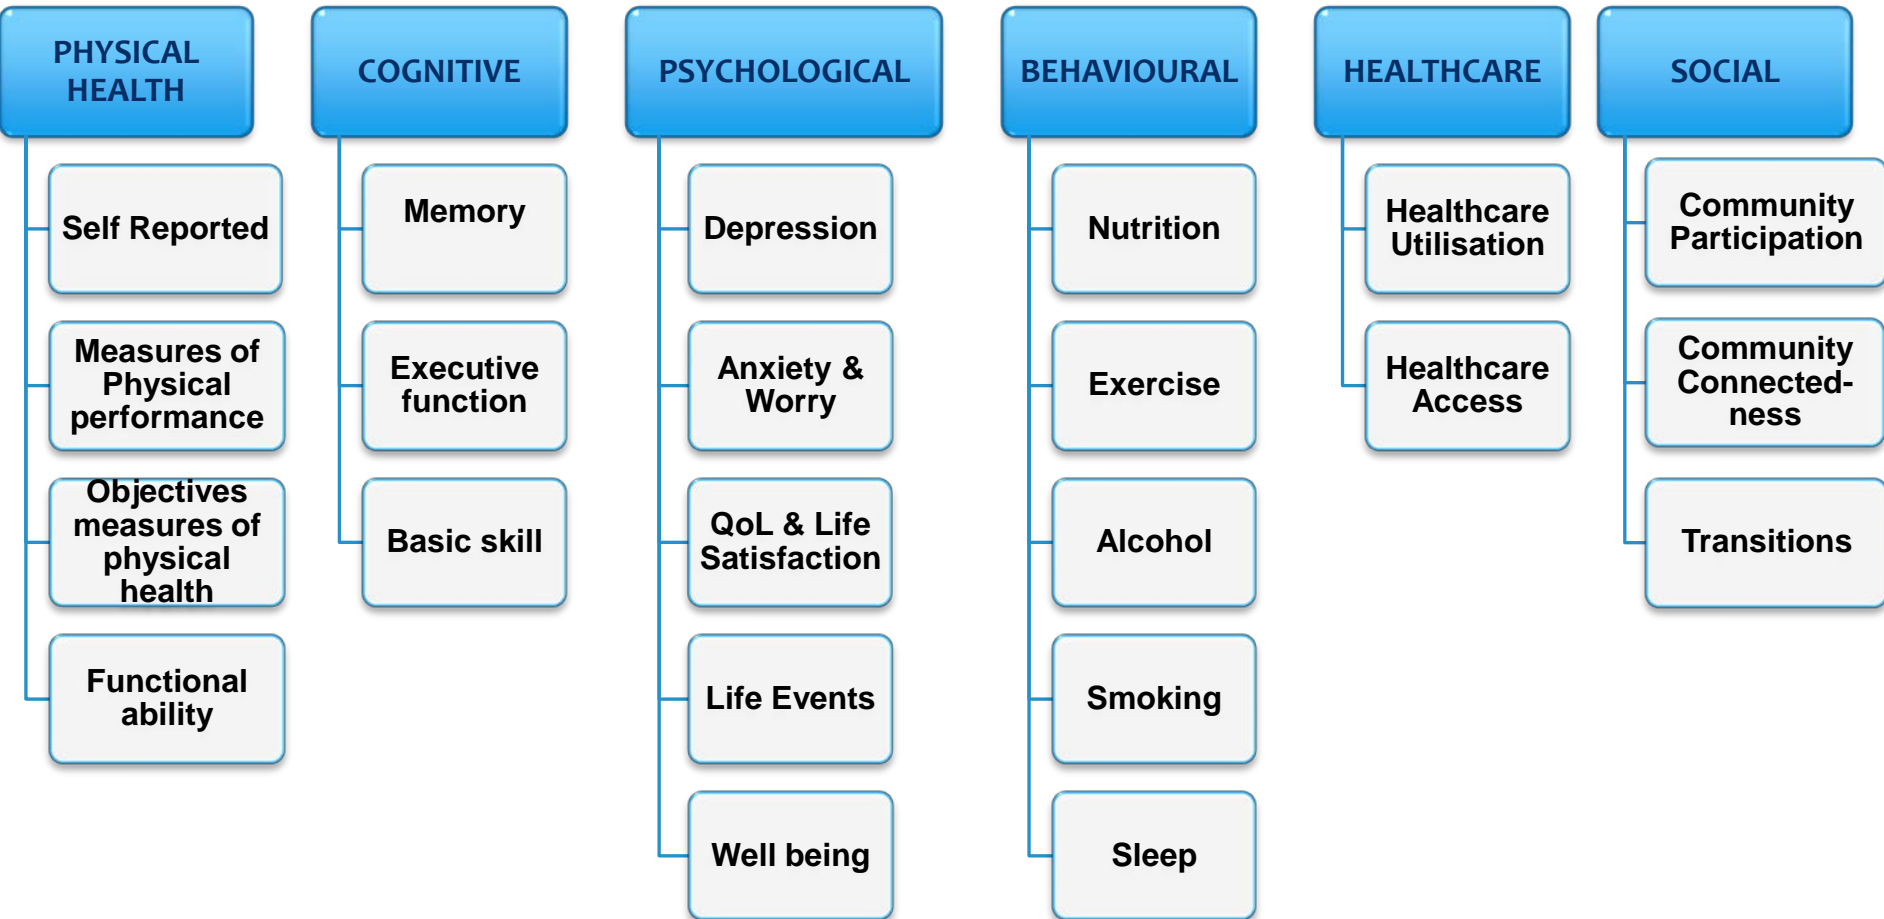 PHYSICAL
HEALTH
Self Reported
Measures of
Physical
performance
Objectives
measures of
physical
health
Functional
ability
COGNITIVE
Memory
Executive
function
Basic skill
PSYCHOLOGICAL
Depression
Anxiety &
Worry
QoL & Life
Satisfaction
Life Events
Well being
BEHAVIOURAL
Nutrition
Exercise
Alcohol
Smoking
Sleep
HEALTHCARE
Healthcare
Utilisation
Healthcare
Access
SOCIAL
Community
Participation
Community
Connected-
ness
Transitions